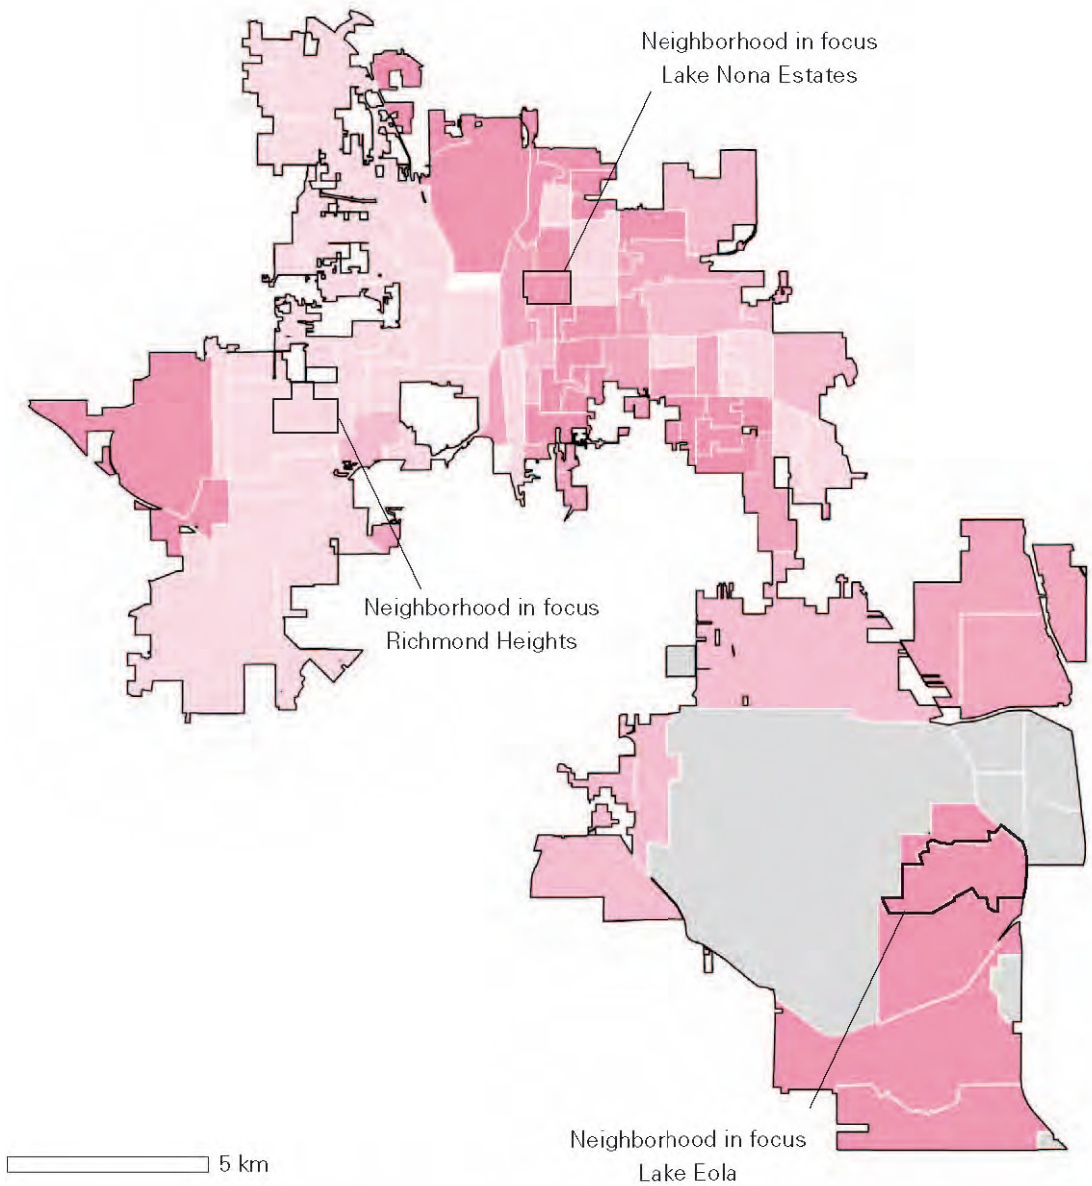 Neighborhood in focus
Lake Nona Estates
Neighborhood in focus
Richmond Heights
Neighborhood in focus
Lake Eola
5 km